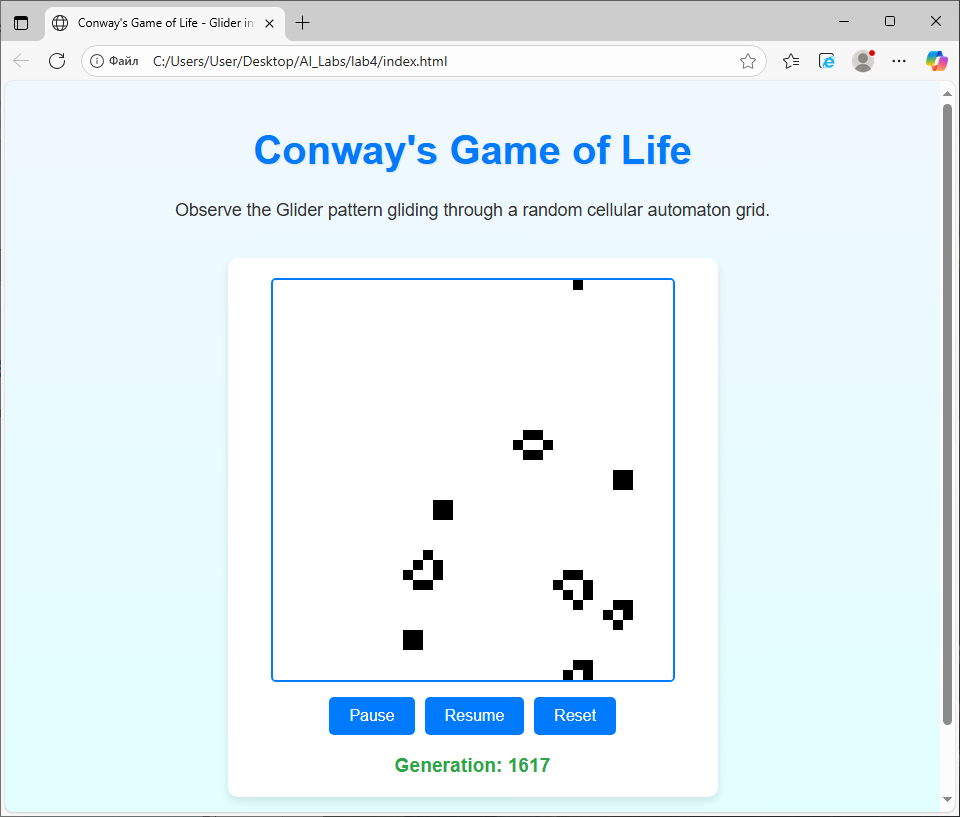 Conway's Game of Life - Glider in
Файл C:/Users/User/Desktop/AI_Labs/lab4/index.html
Conway's Game of Life
Observe the Glider pattern gliding through a random cellular automaton grid.
Pause Resume Reset
Generation: 1617